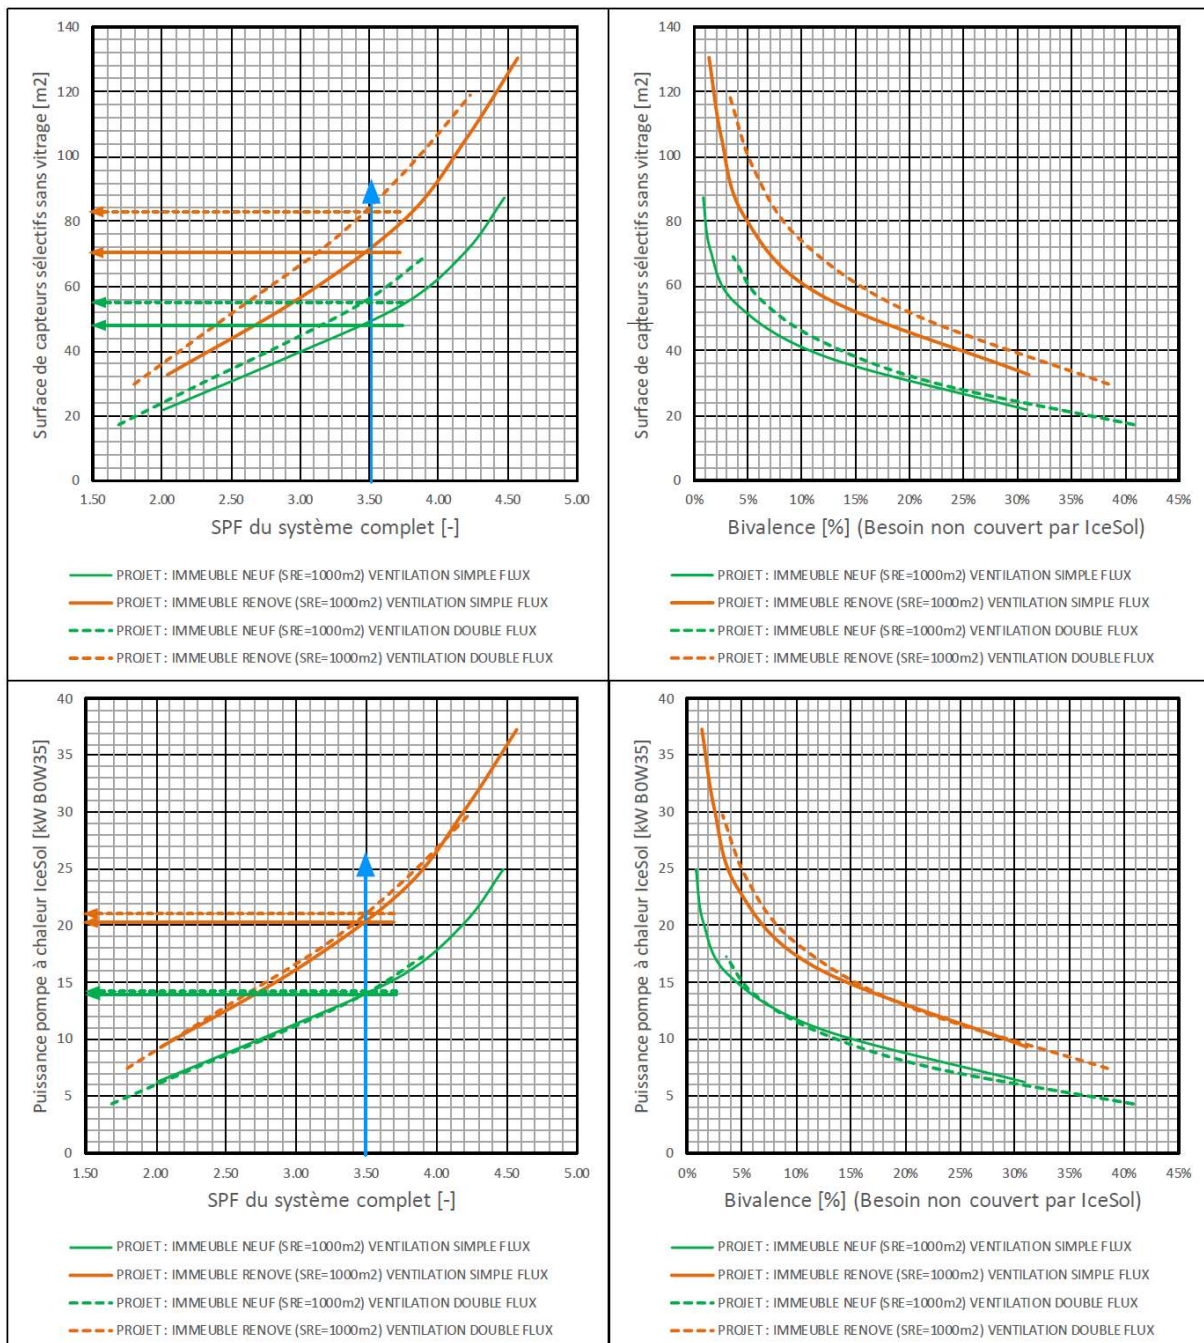 140
120
100
80
60
40
20
0
Surface de capteurs sélectifs sans vitrage [m2]
1.50 2.00 2.50 3.00 3.50 4.00 4.50 5.00
SPF du système complet [-]
PROJET : IMMEUBLE NEUF (SRE=1000m2) VENTILATION SIMPLE FLUX
PROJET : IMMEUBLE RENOVE (SRE=1000m2) VENTILATION SIMPLE FLUX
PROJET : IMMEUBLE NEUF (SRE=1000m2) VENTILATION DOUBLE FLUX
PROJET : IMMEUBLE RENOVE (SRE=1000m2) VENTILATION DOUBLE FLUX
140
120
100
80
60
40
20
0
Surface de capteurs sélectifs sans vitrage [m2]
0% 5% 10% 15% 20% 25% 30% 35% 40% 45%
Bivalence [%] (Besoin non couvert par IceSol)
PROJET : IMMEUBLE NEUF (SRE=1000m2) VENTILATION SIMPLE FLUX
PROJET : IMMEUBLE RENOVE (SRE=1000m2) VENTILATION SIMPLE FLUX
PROJET : IMMEUBLE NEUF (SRE=1000m2) VENTILATION DOUBLE FLUX
PROJET : IMMEUBLE RENOVE (SRE=1000m2) VENTILATION DOUBLE FLUX
40
35
30
25
20
15
10
5
0
Puissance pompe à chaleur IceSol [kW B0W35]
1.50 2.00 2.50 3.00 3.50 4.00 4.50 5.00
SPF du système complet [-]
PROJET : IMMEUBLE NEUF (SRE=1000m2) VENTILATION SIMPLE FLUX
PROJET : IMMEUBLE RENOVE (SRE=1000m2) VENTILATION SIMPLE FLUX
PROJET : IMMEUBLE NEUF (SRE=1000m2) VENTILATION DOUBLE FLUX
PROJET : IMMEUBLE RENOVE (SRE=1000m2) VENTILATION DOUBLE FLUX
40
35
30
25
20
15
10
5
0
Puissance pompe à chaleur IceSol [kW B0W35]
0% 5% 10% 15% 20% 25% 30% 35% 40% 45%
Bivalence [%] (Besoin non couvert par IceSol)
PROJET : IMMEUBLE NEUF (SRE=1000m2) VENTILATION SIMPLE FLUX
PROJET : IMMEUBLE RENOVE (SRE=1000m2) VENTILATION SIMPLE FLUX
PROJET : IMMEUBLE NEUF (SRE=1000m2) VENTILATION DOUBLE FLUX
PROJET : IMMEUBLE RENOVE (SRE=1000m2) VENTILATION DOUBLE FLUX